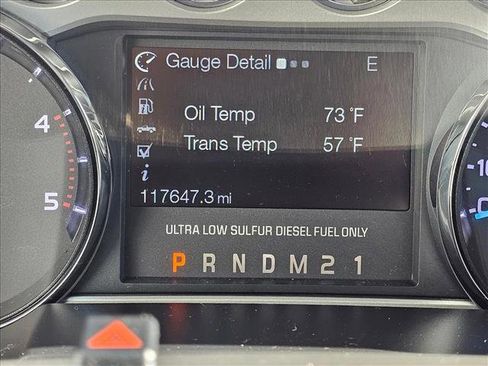 Gauge Detail E
Oil Temp 73 °F
Trans Temp 57 °F
i
117647.3 mi
ULTRA LOW SULFUR DIESEL FUEL ONLY
P R N D M 2 1
4
5